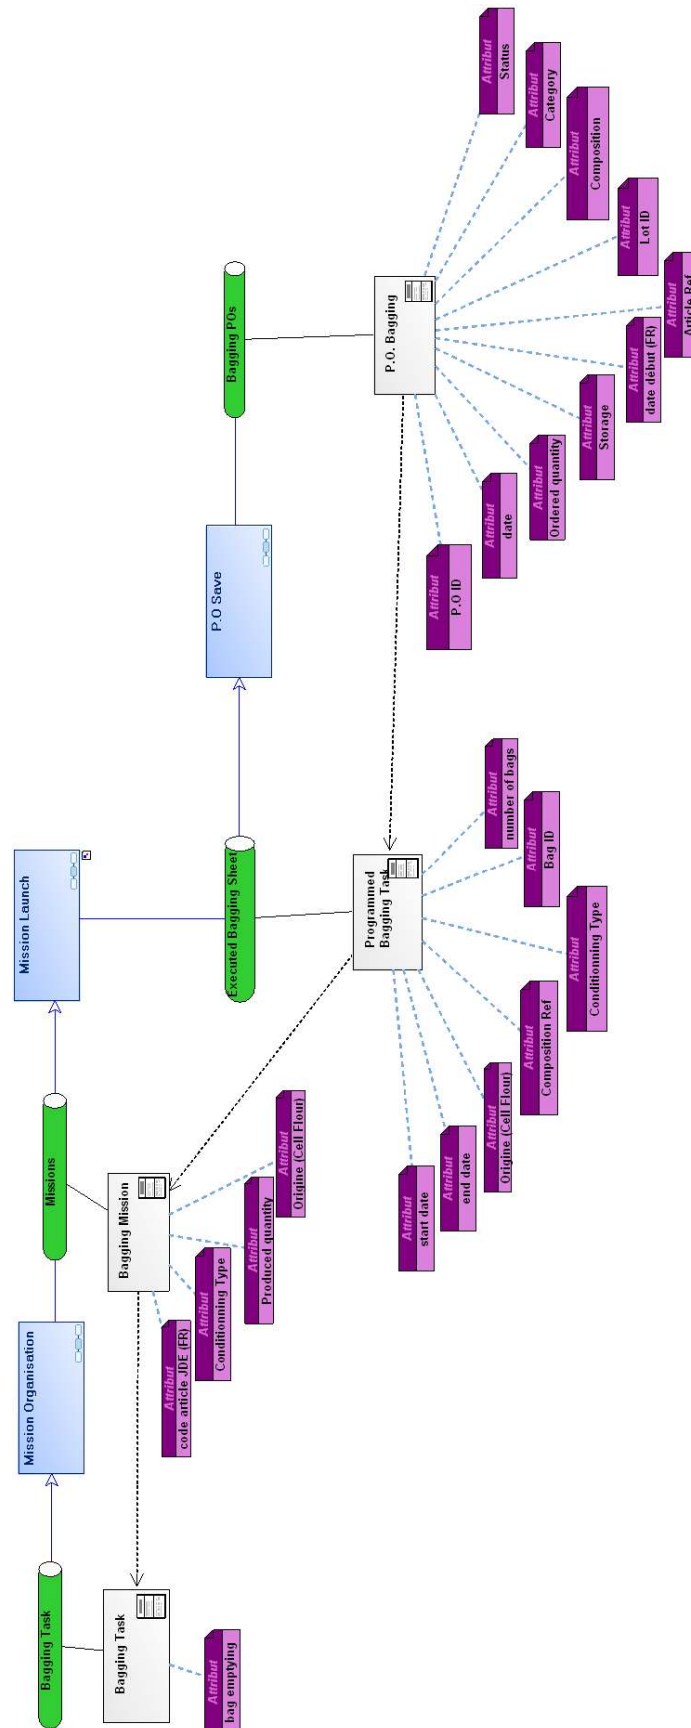 Bagging Task
Mission Organisation
Missions
Mission Launch
Executed Bagging Sheet
P.O Save
Bagging POs
Bagging Task
Bagging Mission
Programmed
Bagging Task
P.O. Bagging
Attribut
bag emptying
Attribut
code article JDE (FR)
Attribut
Conditionning Type
Attribut
Produced quantity
Attribut
Origine (Cell Flour)
Attribut
start date
Attribut
end date
Attribut
Origine (Cell Flour)
Attribut
Composition Ref
Attribut
Conditionning Type
Attribut
Bag ID
Attribut
number of bags
Attribut
P.O ID
Attribut
date
Attribut
Ordered quantity
Attribut
Storage
Attribut
date début (FR)
Attribut
Article Ref
Attribut
Lot ID
Attribut
Composition
Attribut
Category
Attribut
Status